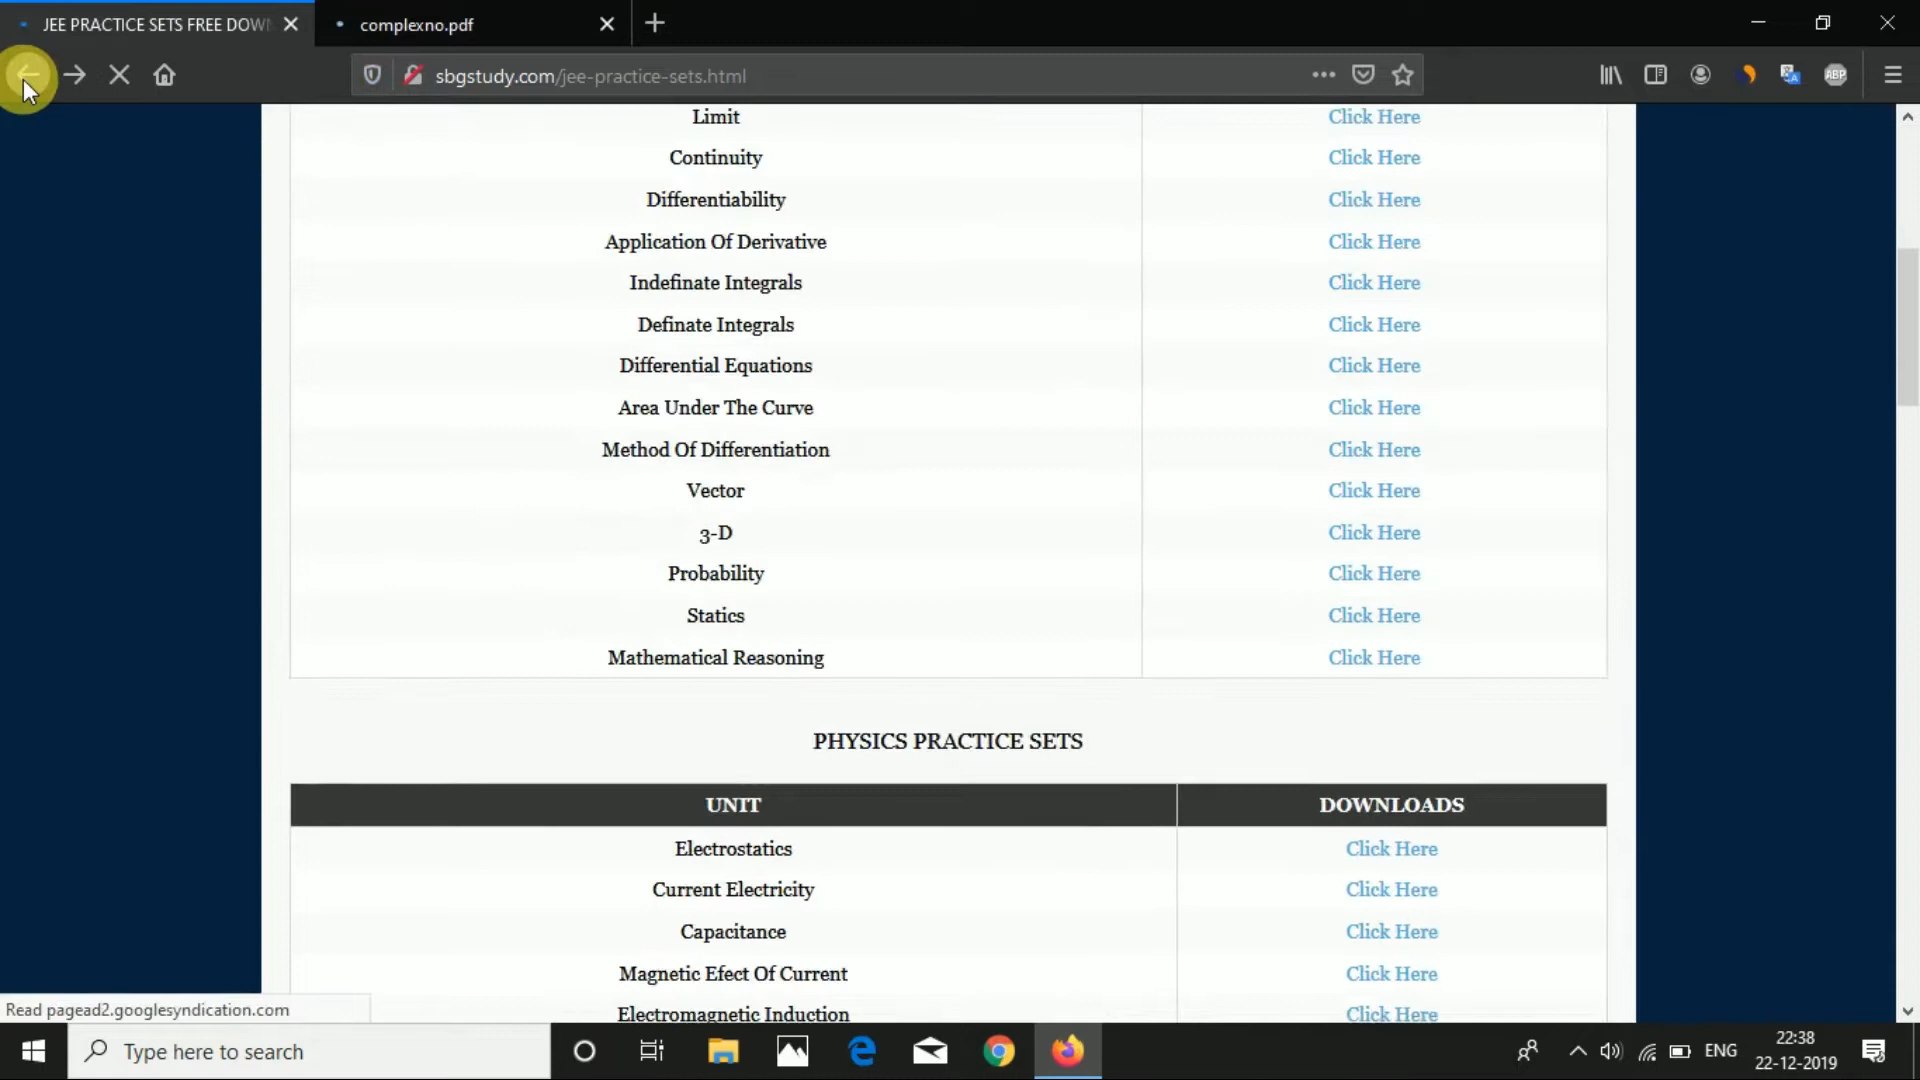 JEE PRACTICE SETS FREE DOWN
complexno.pdf
sbgstudy.com/jee-practice-sets.html
ABP
Limit Click Here
Continuity Click Here
Differentiability Click Here
Application Of Derivative Click Here
Indefinate Integrals Click Here
Definate Integrals Click Here
Differential Equations Click Here
Area Under The Curve Click Here
Method Of Differentiation Click Here
Vector Click Here
3-D Click Here
Probability Click Here
Statics Click Here
Mathematical Reasoning Click Here
PHYSICS PRACTICE SETS
UNIT DOWNLOADS
Electrostatics Click Here
Current Electricity Click Here
Capacitance Click Here
Magnetic Efect Of Current Click Here
Electromagnetic Induction Click Here
Read pagead2.googlesyndication.com
Type here to search
ENG
22:38
22-12-2019